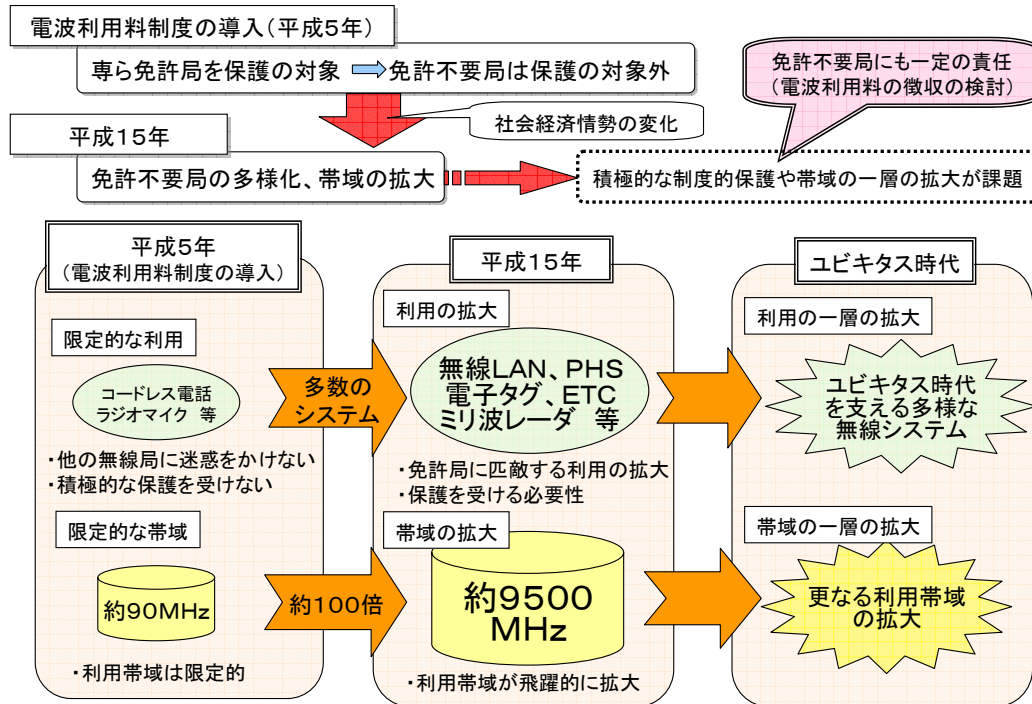 電波利用料制度の導入(平成5年)
専ら免許局を保護の対象
免許不要局は保護の対象外
免許不要局にも一定の責任
(電波利用料の徴収の検討)
社会経済情勢の変化
平成15年
免許不要局の多様化、帯域の拡大
積極的な制度的保護や帯域の一層の拡大が課題
平成5年
(電波利用料制度の導入)
限定的な利用
コードレス電話
ラジオマイク 等
・他の無線局に迷惑をかけない
・積極的な保護を受けない
限定的な帯域
約90MHz
・利用帯域は限定的
多数の
システム
約100倍
平成15年
利用の拡大
無線LAN、PHS
電子タグ、ETC
ミリ波レーダ 等
・免許局に匹敵する利用の拡大
・保護を受ける必要性
帯域の拡大
約9500
MHz
・利用帯域が飛躍的に拡大
ユビキタス時代
利用の一層の拡大
ユビキタス時代
を支える多様な
無線システム
帯域の一層の拡大
更なる利用帯域
の拡大